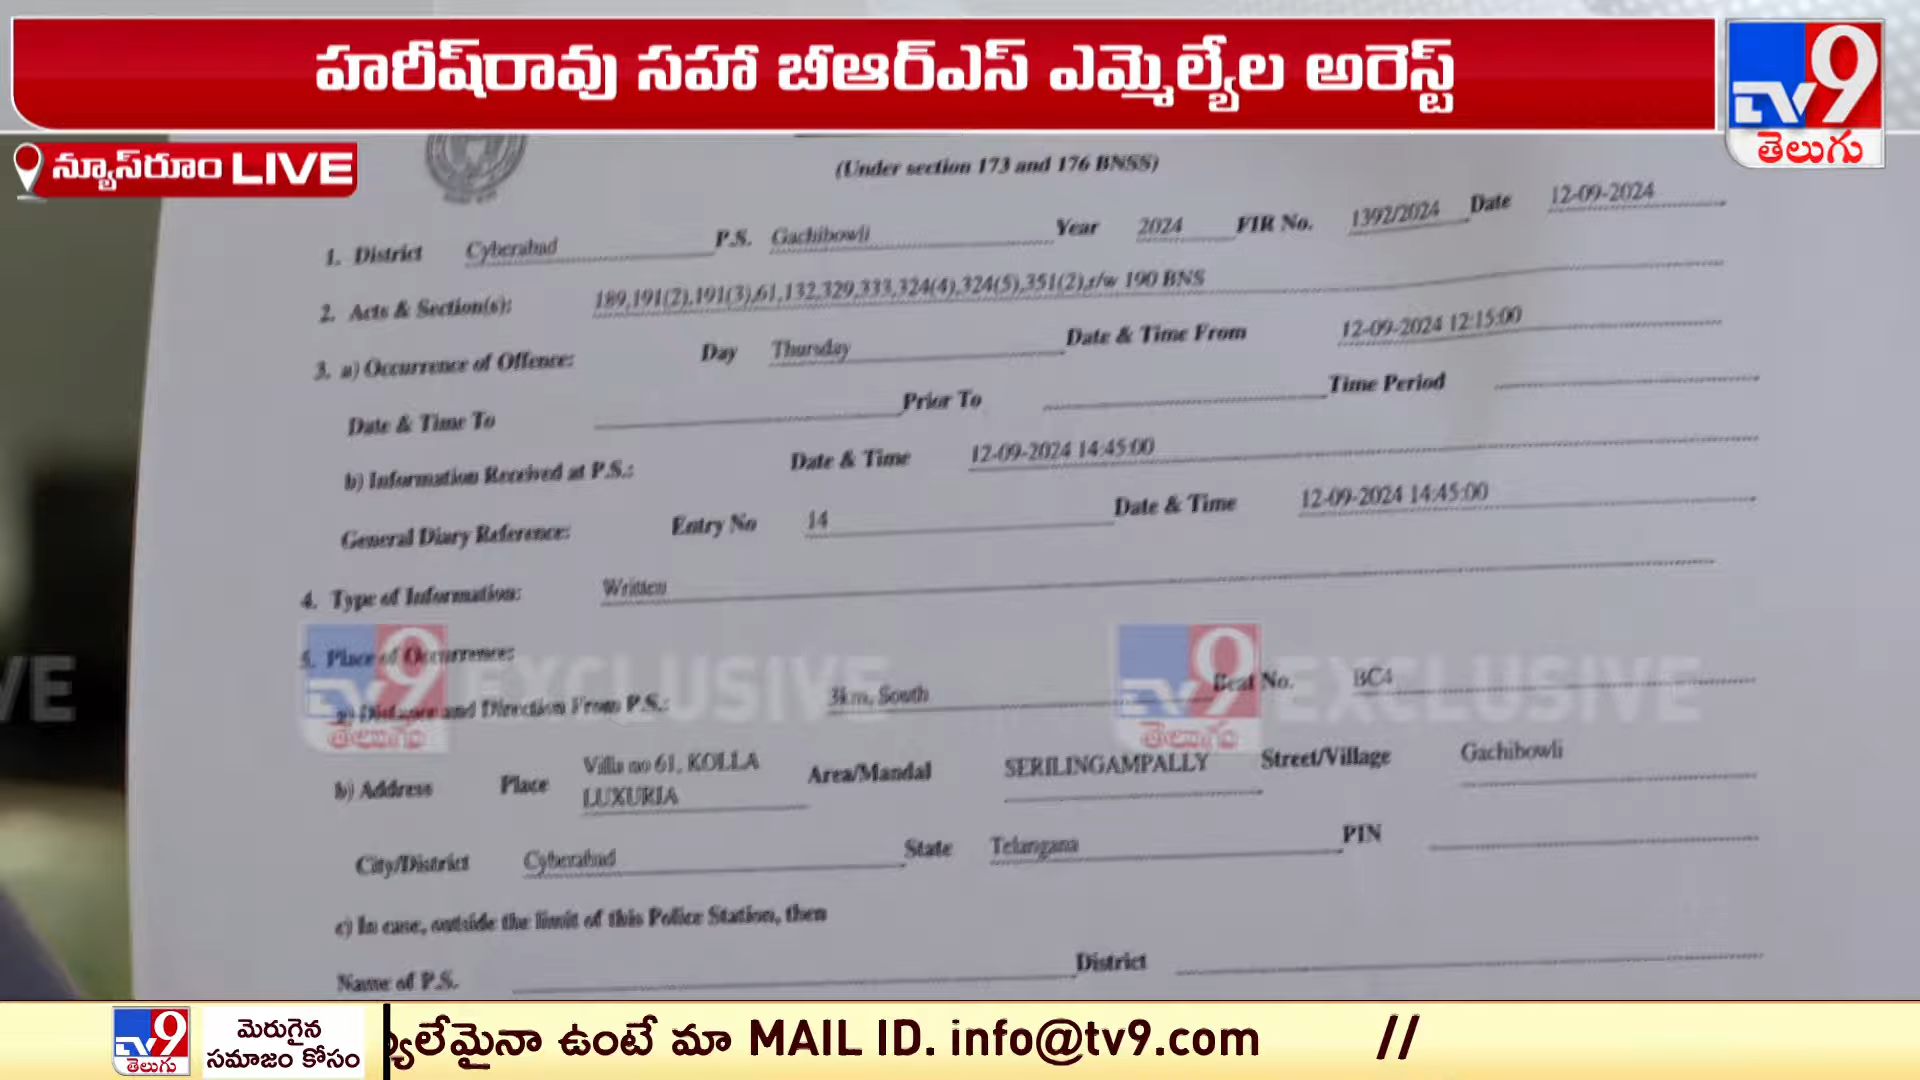 హరీష్‌రావు సహా బీఆర్ఎస్ ఎమ్మెల్యేల అరెస్ట్
TV9
తెలుగు
న్యూస్‌రూం LIVE
(Under section 173 and 176 BNSS)
1. District Cyberabad P.S. Gachibowli Year 2024 FIR No. 1392/2024 Date 12-09-2024
2. Acts & Section(s): 189,191(2),191(3),61,132,329,333,324(4),324(5),351(2),r/w 190 BNS
3. a) Occurrence of Offence: Day Thursday Date & Time From 12-09-2024 12:15:00
Date & Time To Prior To Time Period
b) Information Received at P.S.: Date & Time 12-09-2024 14:45:00
General Diary Reference: Entry No 14 Date & Time 12-09-2024 14:45:00
4. Type of Information: Written
5. Place of Occurrence:
a) Distance and Direction From P.S.: 3km, South Beat No. BC4
TV9 తెలుగు EXCLUSIVE TV9 తెలుగు EXCLUSIVE
b) Address Place Villa no 61, KOLLA LUXURIA Area/Mandal SERILINGAMPALLY Street/Village Gachibowli
City/District Cyberabad State Telangana PIN
c) In case, outside the limit of this Police Station, then
Name of P.S. District
TV9 తెలుగు మెరుగైన సమాజం కోసం
ఉంటే మా MAIL ID. info@tv9.com //